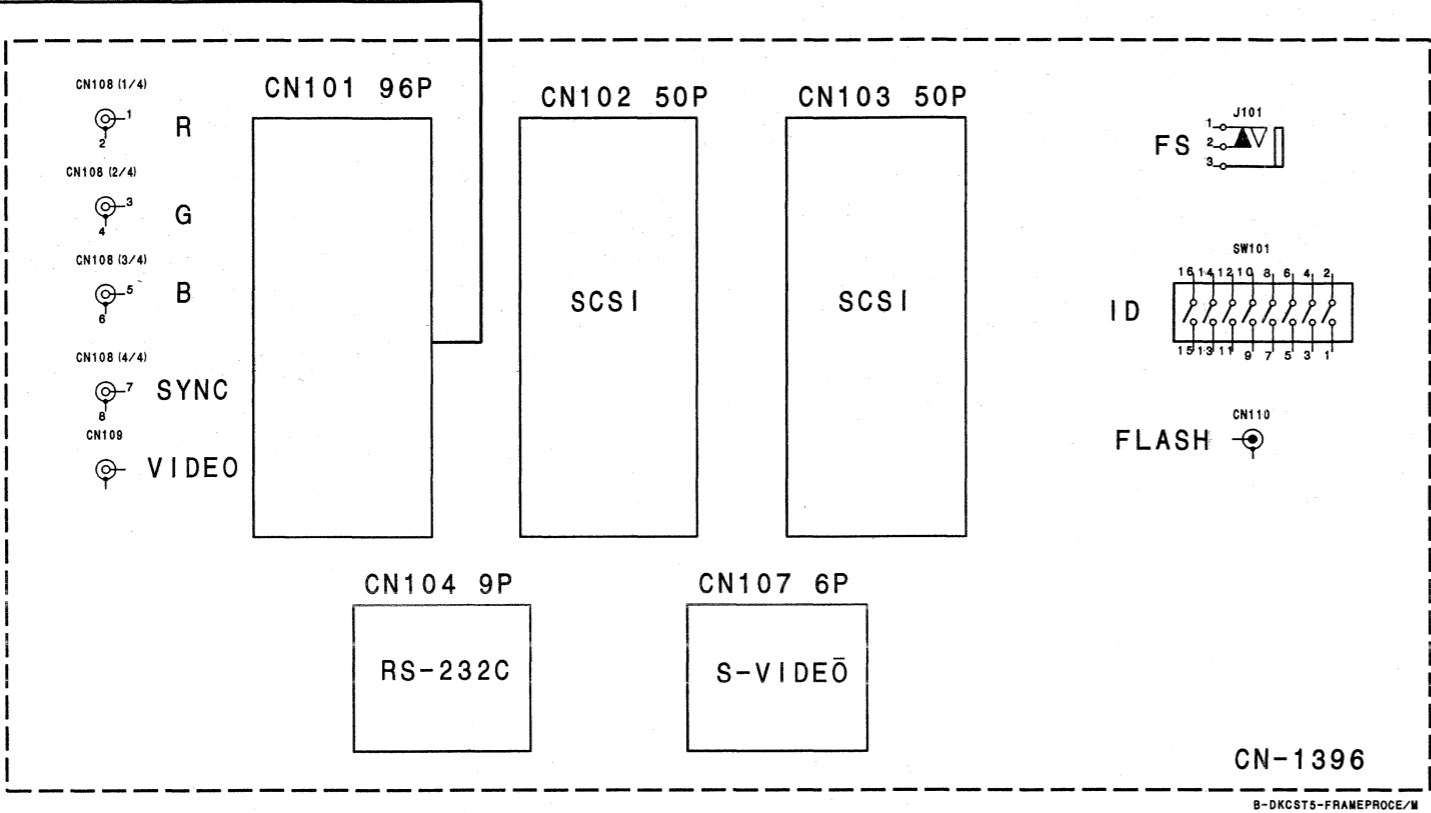 CN108 (1/4)
1
2
R
CN108 (2/4)
3
4
G
CN108 (3/4)
5
6
B
CN108 (4/4)
7
8
SYNC
CN109
VIDEO
CN101 96P
CN102 50P
SCSI
CN103 50P
SCSI
J101
FS
1
2
3
SW101
16 14 12 10 8 6 4 2
ID
15 13 11 9 7 5 3 1
CN110
FLASH
CN104 9P
RS-232C
CN107 6P
S-VIDEO
CN-1396
B-DKCST5-FRAMEPROCE/M